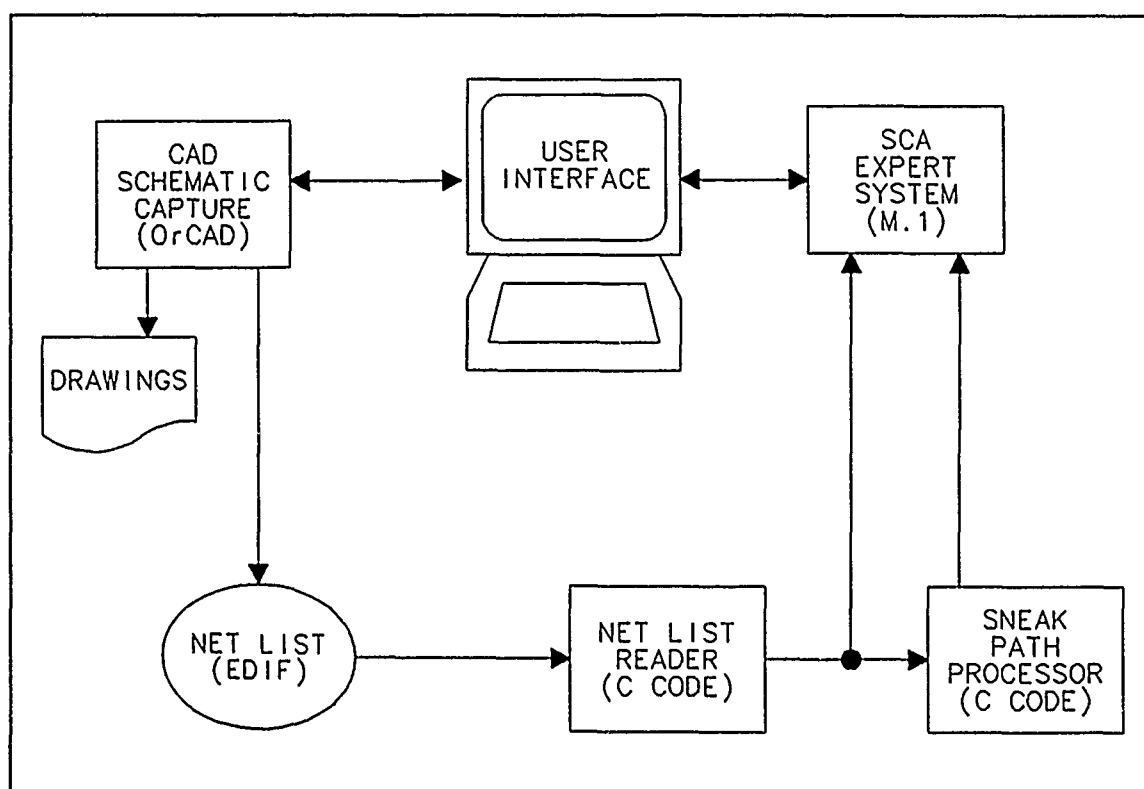 CAD
SCHEMATIC
CAPTURE
(OrCAD)
USER
INTERFACE
SCA
EXPERT
SYSTEM
(M.1)
DRAWINGS
NET LIST
(EDIF)
NET LIST
READER
(C CODE)
SNEAK
PATH
PROCESSOR
(C CODE)